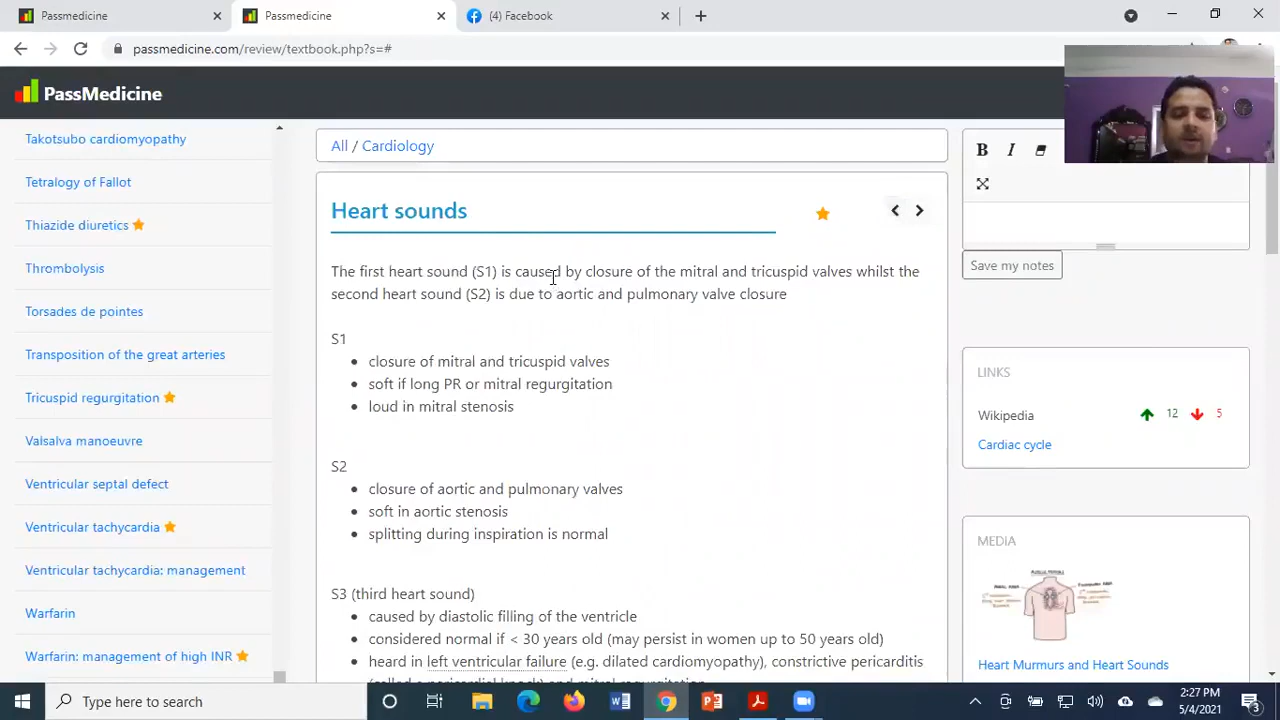 Passmedicine
Passmedicine
(4) Facebook
passmedicine.com/review/textbook.php?s=#
PassMedicine
Takotsubo cardiomyopathy
Tetralogy of Fallot
Thiazide diuretics
Thrombolysis
Torsades de pointes
Transposition of the great arteries
Tricuspid regurgitation
Valsalva manoeuvre
Ventricular septal defect
Ventricular tachycardia
Ventricular tachycardia: management
Warfarin
Warfarin: management of high INR
All / Cardiology
Heart sounds
The first heart sound (S1) is caused by closure of the mitral and tricuspid valves whilst the
second heart sound (S2) is due to aortic and pulmonary valve closure
S1
closure of mitral and tricuspid valves
soft if long PR or mitral regurgitation
loud in mitral stenosis
S2
closure of aortic and pulmonary valves
soft in aortic stenosis
splitting during inspiration is normal
S3 (third heart sound)
caused by diastolic filling of the ventricle
considered normal if < 30 years old (may persist in women up to 50 years old)
heard in left ventricular failure (e.g. dilated cardiomyopathy), constrictive pericarditis
B I
Save my notes
LINKS
Wikipedia 12 5
Cardiac cycle
MEDIA
Heart Murmurs and Heart Sounds
Type here to search
2:27 PM
5/4/2021
3